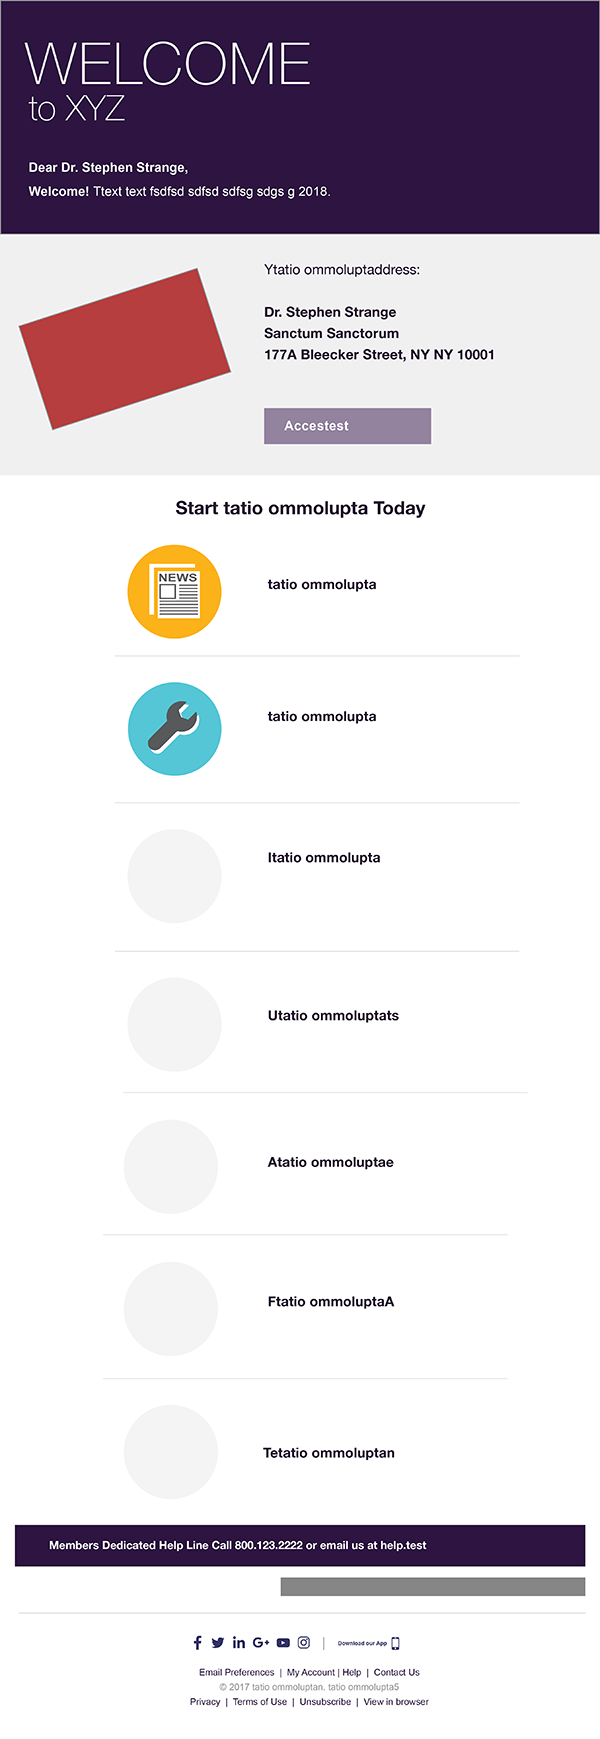 WELCOME
to XYZ
Dear Dr. Stephen Strange,
Welcome! Ttext text fsdfsd sdfsd sdfsg sdgs g 2018.
Ytatio ommoluptaddress:
Dr. Stephen Strange
Sanctum Sanctorum
177A Bleecker Street, NY NY 10001
Accestest
Start tatio ommolupta Today
NEWS
tatio ommolupta
tatio ommolupta
Itatio ommolupta
Utatio ommoluptats
Atatio ommoluptae
Ftatio ommoluptaA
Tetatio ommoluptan
Members Dedicated Help Line Call 800.123.2222 or email us at help.test
Download our App
Email Preferences | My Account | Help | Contact Us
© 2017 tatio ommoluptan. tatio ommolupta5
Privacy | Terms of Use | Unsubscribe | View in browser